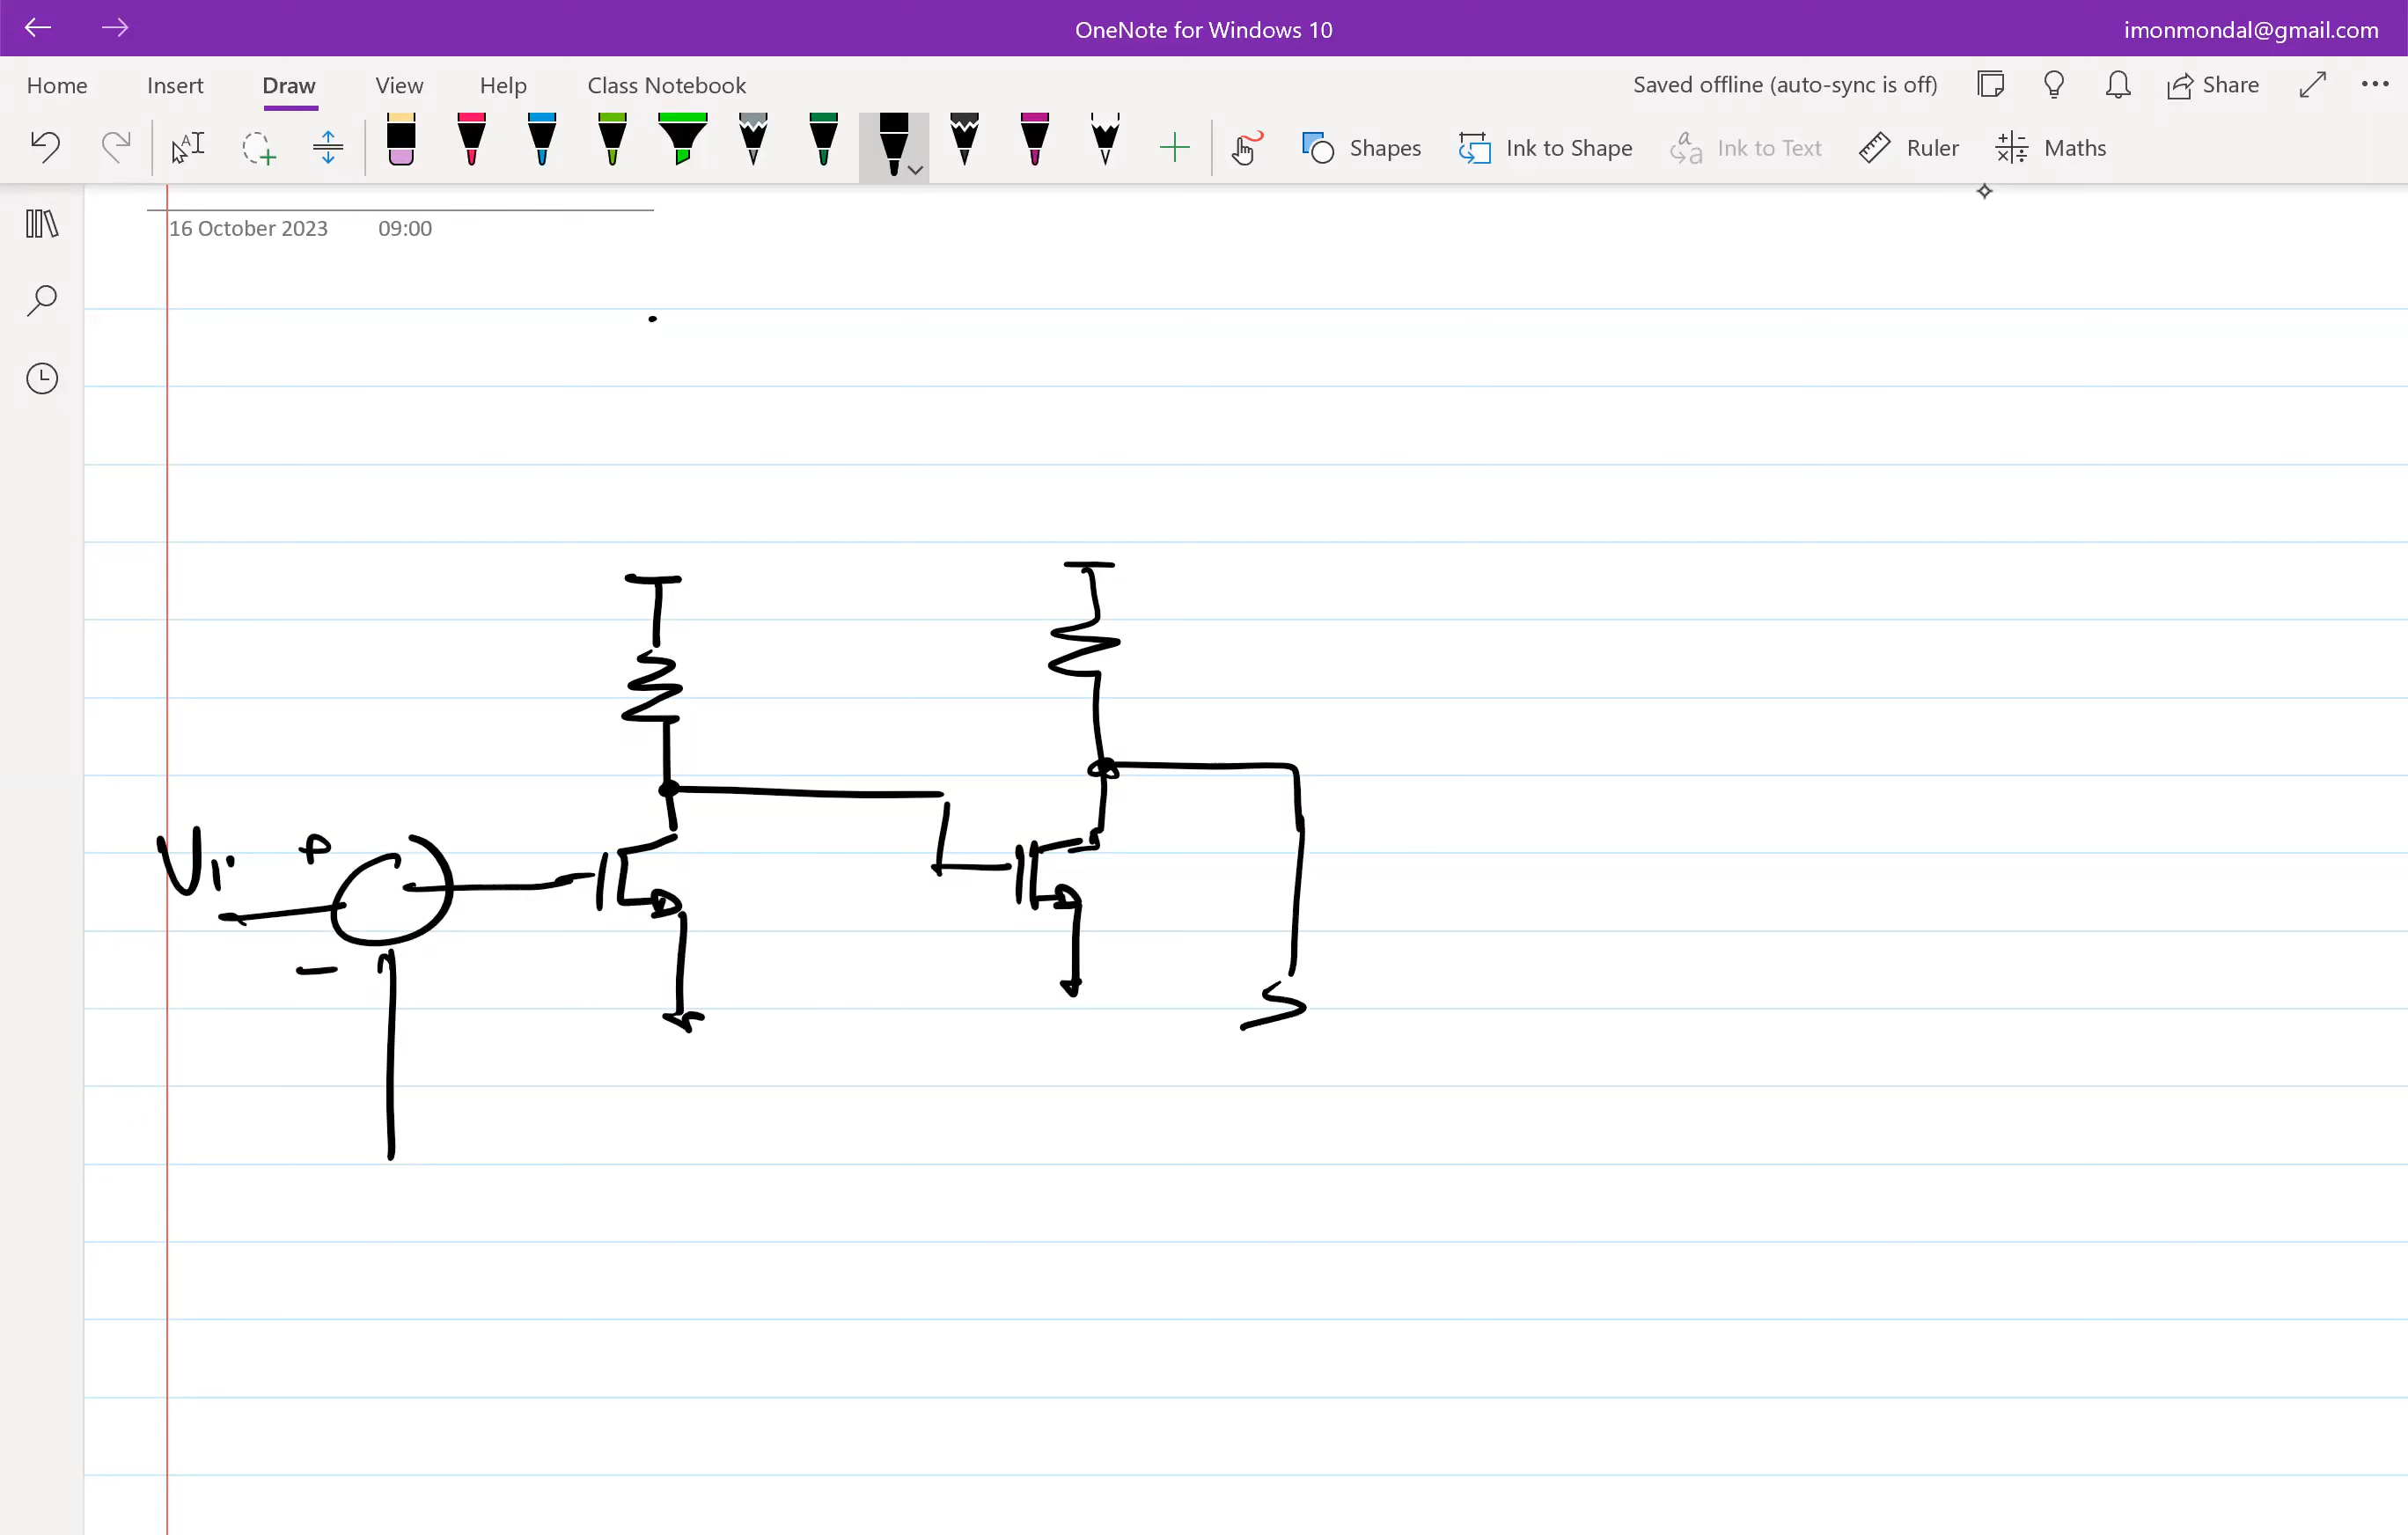 OneNote for Windows 10 imonmondal@gmail.com
Home Insert Draw View Help Class Notebook Saved offline (auto-sync is off) Share
Shapes Ink to Shape Ink to Text Ruler Maths
16 October 2023 09:00
Vi +
-